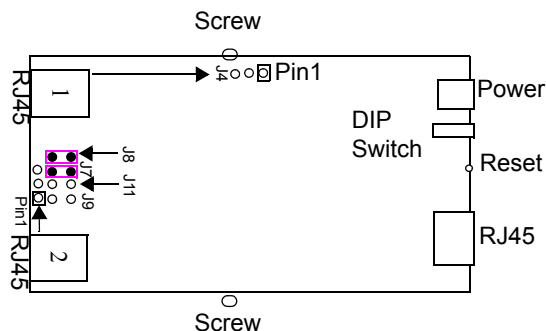 Screw
RJ45
1
J4
Pin1
Power
DIP
Switch
J8
J7
J11
Reset
Pin1
J9
RJ45
2
RJ45
Screw